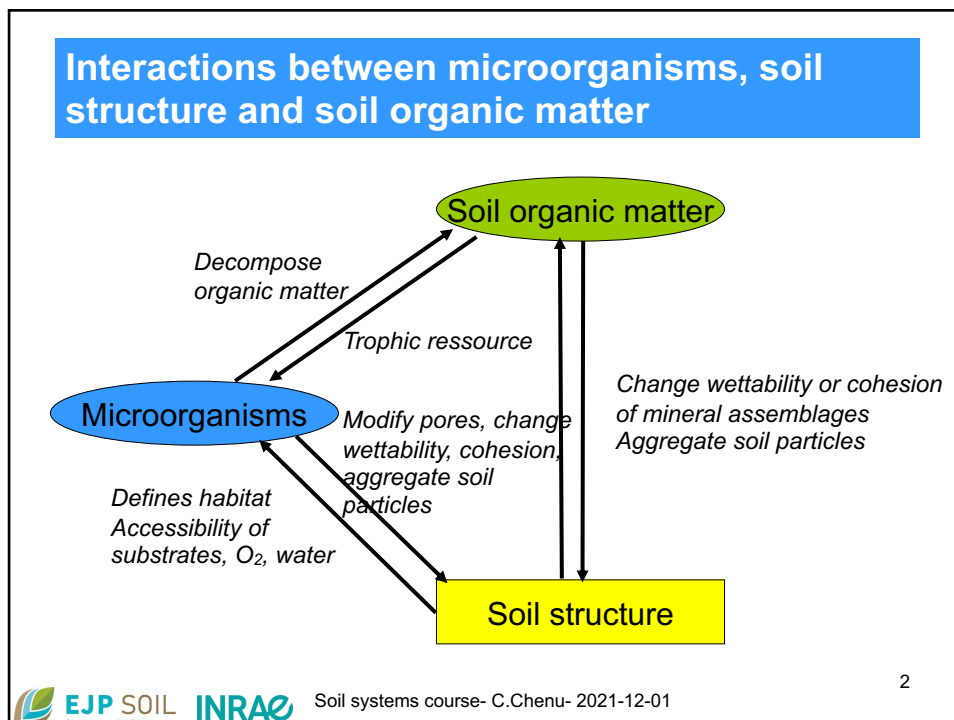 Interactions between microorganisms, soil
structure and soil organic matter
Soil organic matter
Decompose
organic matter
Trophic ressource
Microorganisms
Modify pores, change
wettability, cohesion,
aggregate soil
particles
Change wettability or cohesion
of mineral assemblages
Aggregate soil particles
Defines habitat
Accessibility of
substrates, O₂, water
Soil structure
EJP SOIL
INRAE
Soil systems course- C.Chenu- 2021-12-01
2